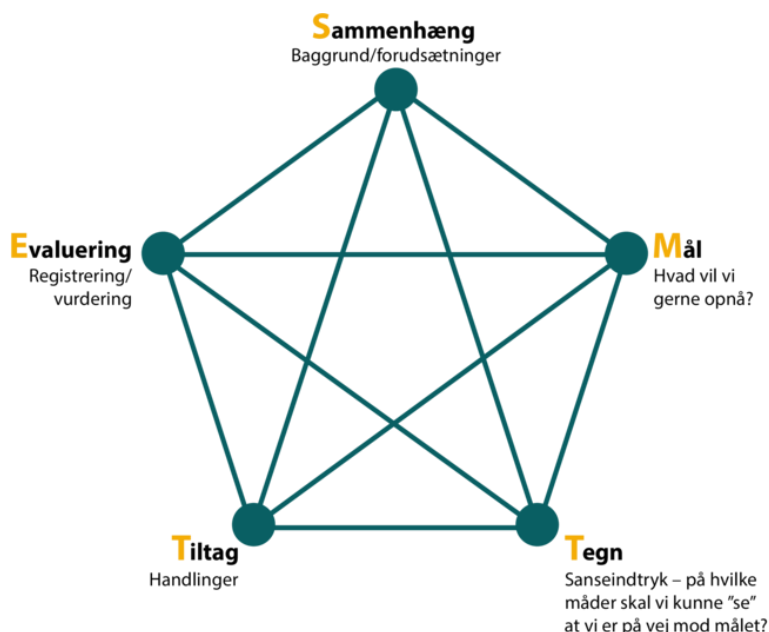 Sammenhæng
Baggrund/forudsætninger
Evaluering
Registrering/
vurdering
Mål
Hvad vil vi
gerne opnå?
Tiltag
Handlinger
Tegn
Sanseindtryk – på hvilke
måder skal vi kunne ”se”
at vi er på vej mod målet?